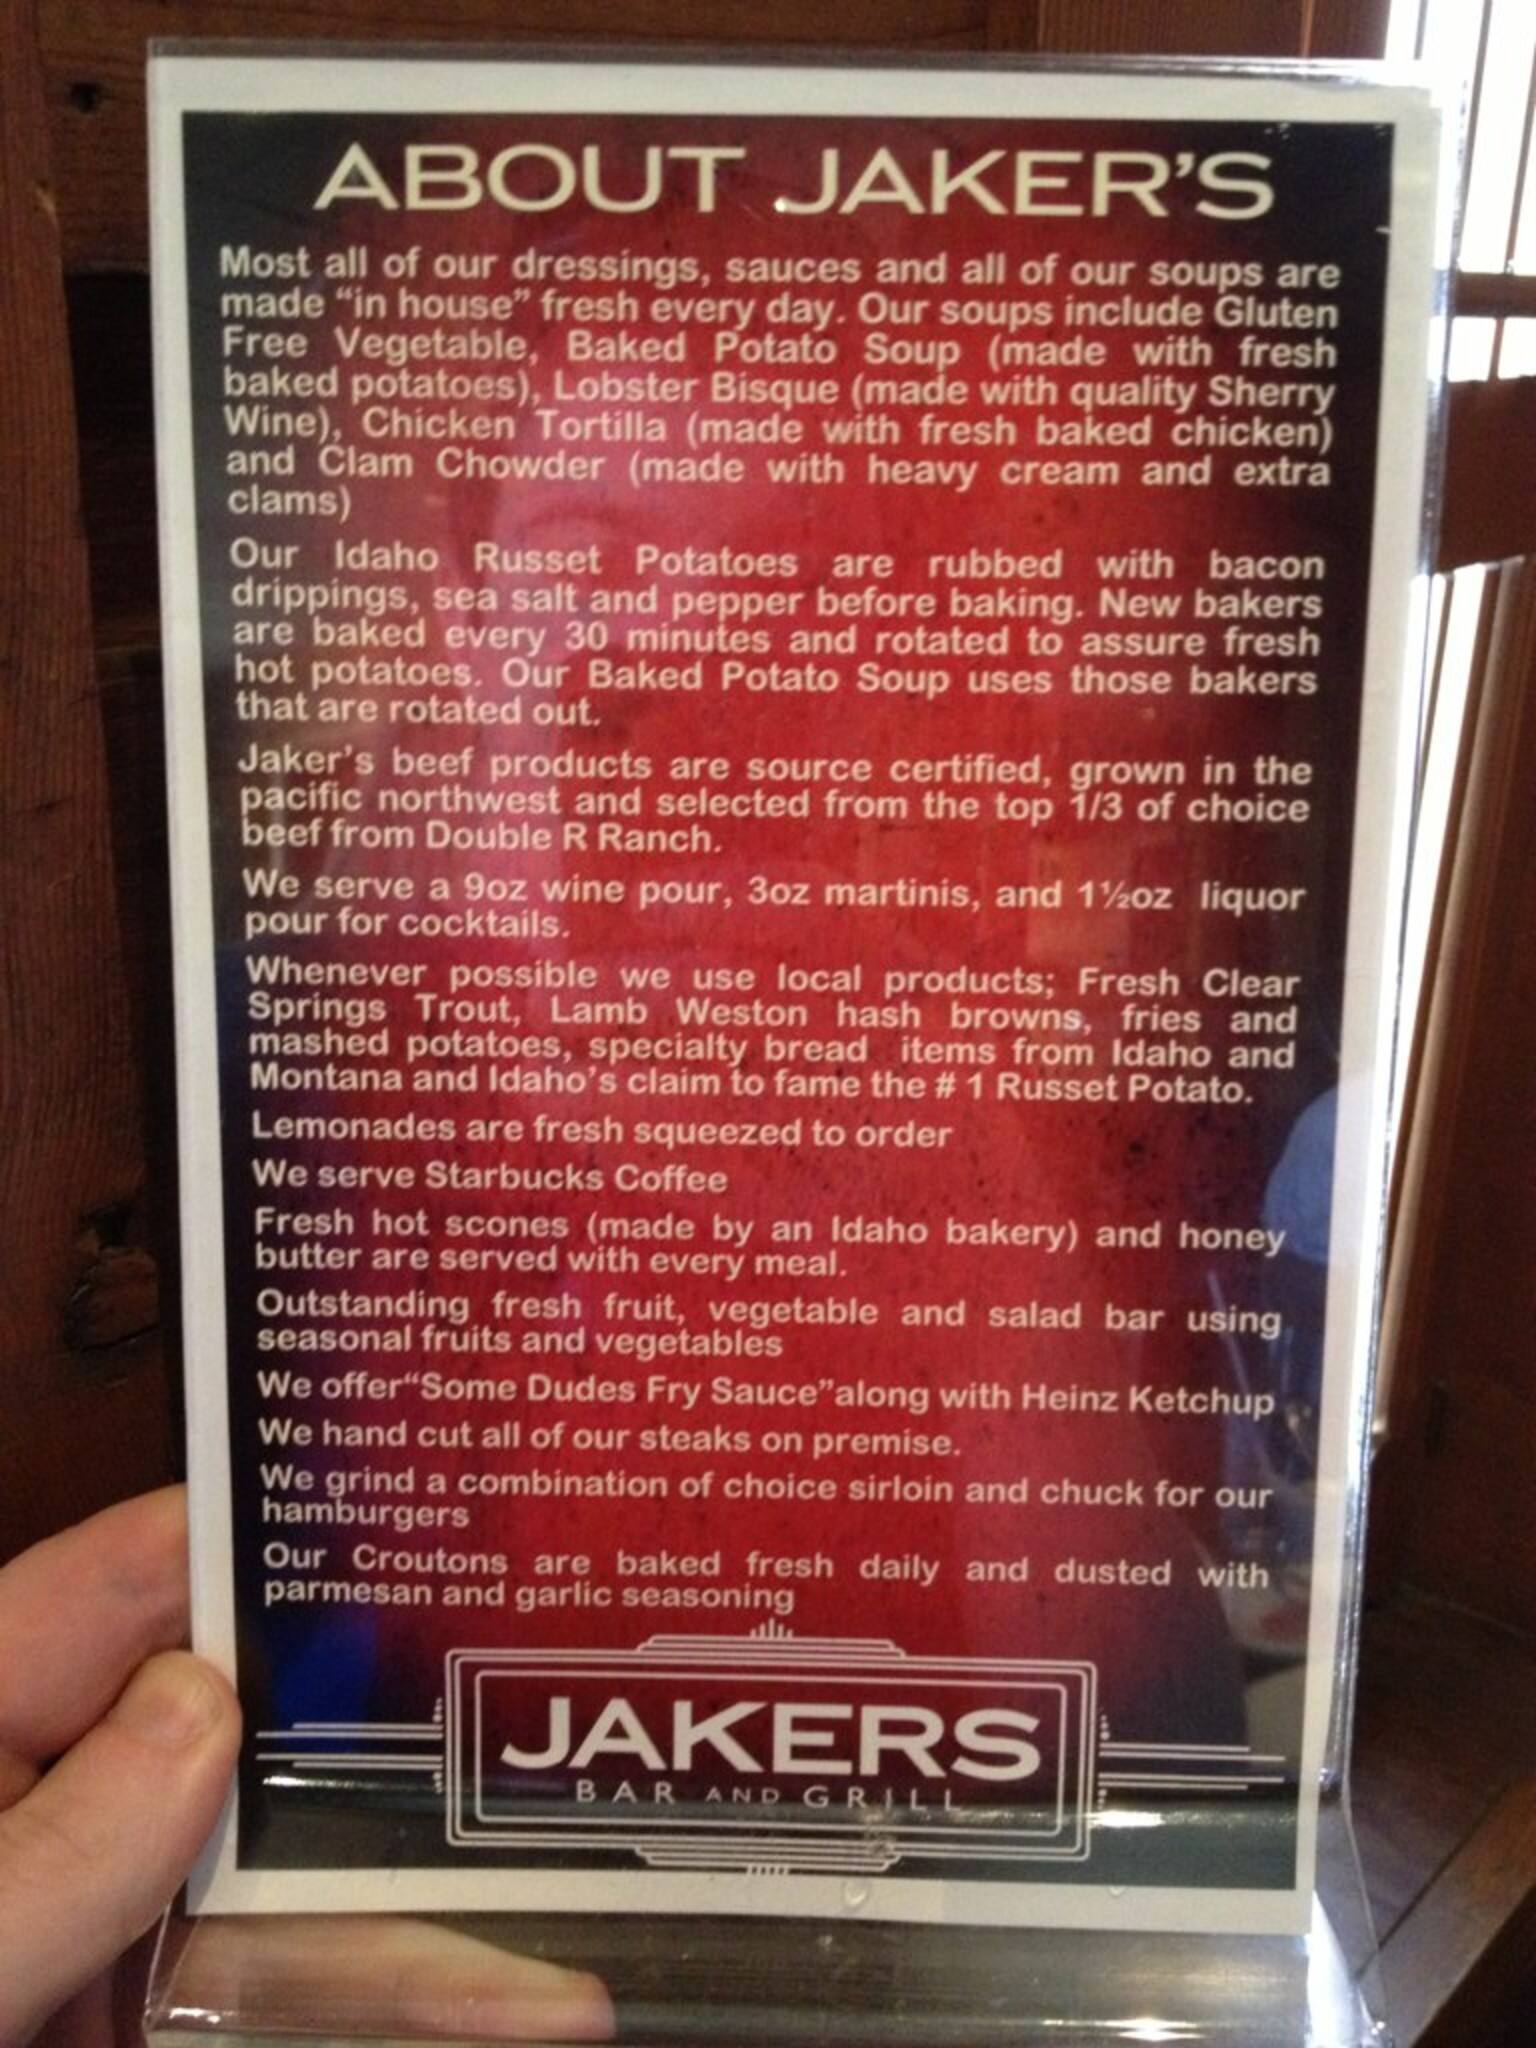 ABOUT JAKER'S
Most all of our dressings, sauces and all of our soups are
made “in house” fresh every day. Our soups include Gluten
Free Vegetable, Baked Potato Soup (made with fresh
baked potatoes), Lobster Bisque (made with quality Sherry
Wine), Chicken Tortilla (made with fresh baked chicken)
and Clam Chowder (made with heavy cream and extra
clams)
Our Idaho Russet Potatoes are rubbed with bacon
drippings, sea salt and pepper before baking. New bakers
are baked every 30 minutes and rotated to assure fresh
hot potatoes. Our Baked Potato Soup uses those bakers
that are rotated out.
Jaker's beef products are source certified, grown in the
pacific northwest and selected from the top 1/3 of choice
beef from Double R Ranch.
We serve a 9oz wine pour, 3oz martinis, and 1½oz liquor
pour for cocktails.
Whenever possible we use local products; Fresh Clear
Springs Trout, Lamb Weston hash browns, fries and
mashed potatoes, specialty bread items from Idaho and
Montana and Idaho's claim to fame the # 1 Russet Potato.
Lemonades are fresh squeezed to order
We serve Starbucks Coffee
Fresh hot scones (made by an Idaho bakery) and honey
butter are served with every meal.
Outstanding fresh fruit, vegetable and salad bar using
seasonal fruits and vegetables
We offer“Some Dudes Fry Sauce”along with Heinz Ketchup
We hand cut all of our steaks on premise.
We grind a combination of choice sirloin and chuck for our
hamburgers
Our Croutons are baked fresh daily and dusted with
parmesan and garlic seasoning
JAKERS
BAR AND GRILL